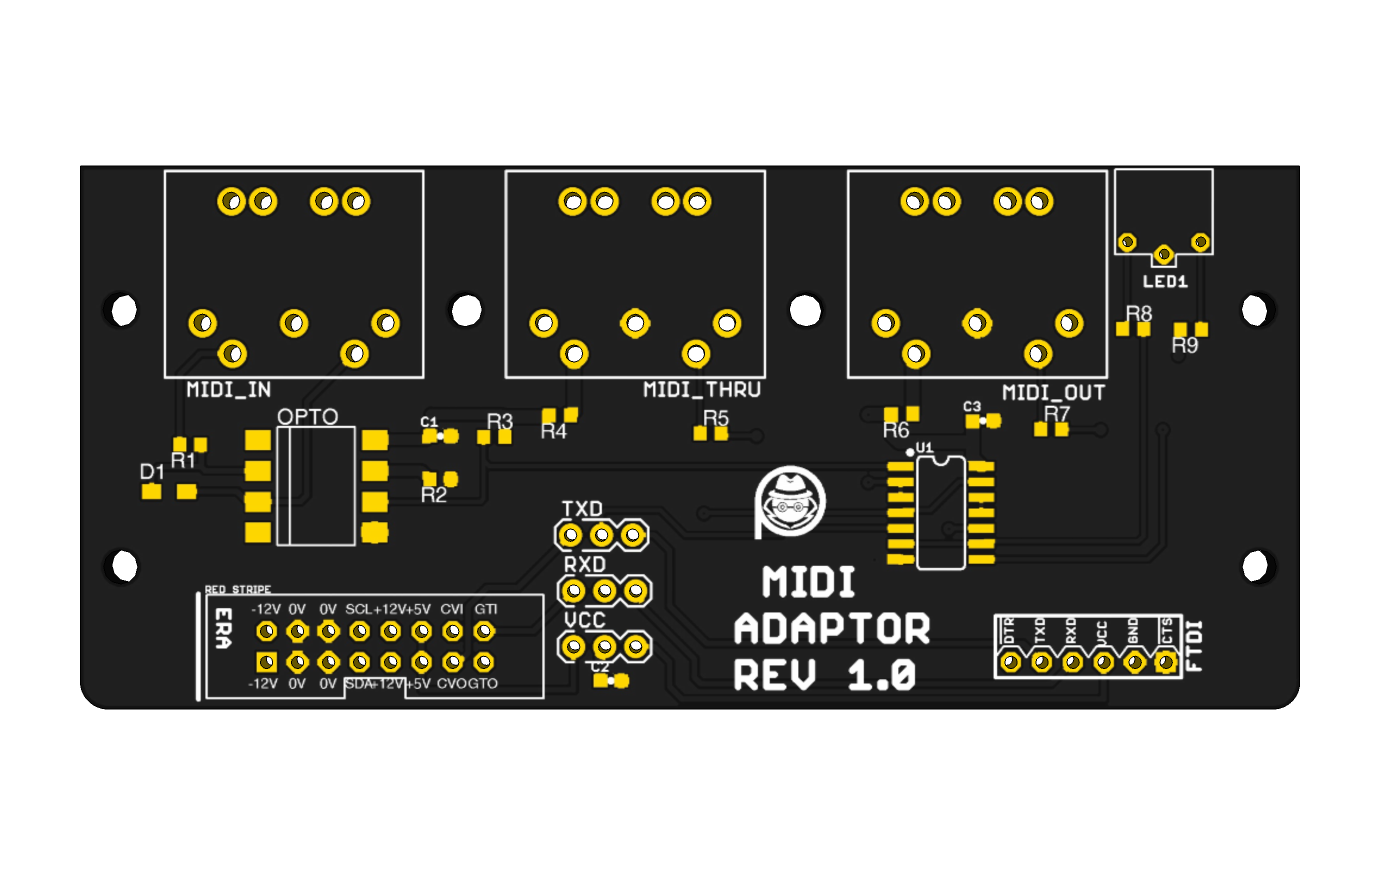 LED1
R8
R9
MIDI_IN
MIDI_THRU
MIDI_OUT
OPTO
C1
R3
R4
R5
R6
C3
R7
R1
D1
R2
U1
TXD
RXD
VCC
C2
MIDI
ADAPTOR
REV 1.0
RED STRIPE
ERA
-12V 0V 0V SCL+12V+5V CVI GTI
-12V 0V 0V SDA+12V+5V CVO GTO
DTR TXD RXD VCC GND CTS
FTDI